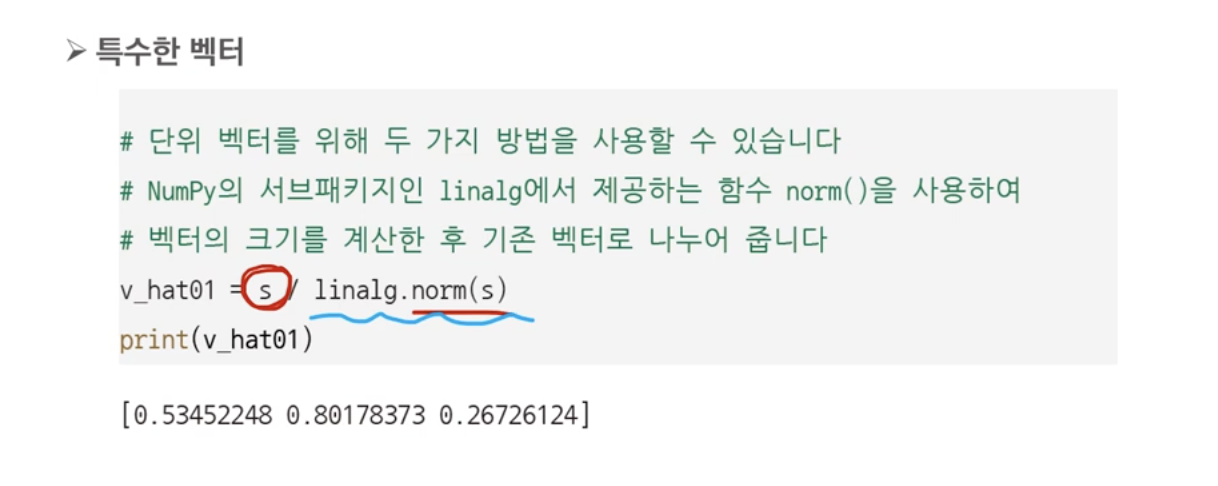 ➢ 특수한 벡터
# 단위 벡터를 위해 두 가지 방법을 사용할 수 있습니다
# NumPy의 서브패키지인 linalg에서 제공하는 함수 norm()을 사용하여
# 벡터의 크기를 계산한 후 기존 벡터로 나누어 줍니다
v_hat01 = s / linalg.norm(s)
print(v_hat01)
[0.53452248 0.80178373 0.26726124]